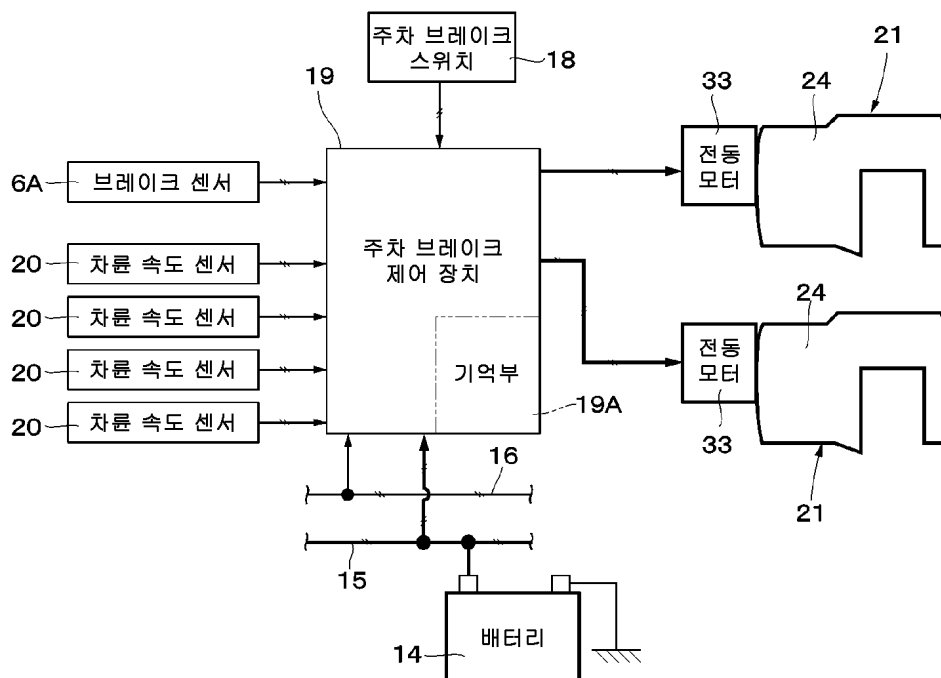 주차 브레이크
스위치
18
19
21
33
24
전동
모터
6A
브레이크 센서
20
차륜 속도 센서
주차 브레이크
제어 장치
20
차륜 속도 센서
24
20
차륜 속도 센서
기억부
전동
모터
19A
20
차륜 속도 센서
33
16
21
15
배터리
14